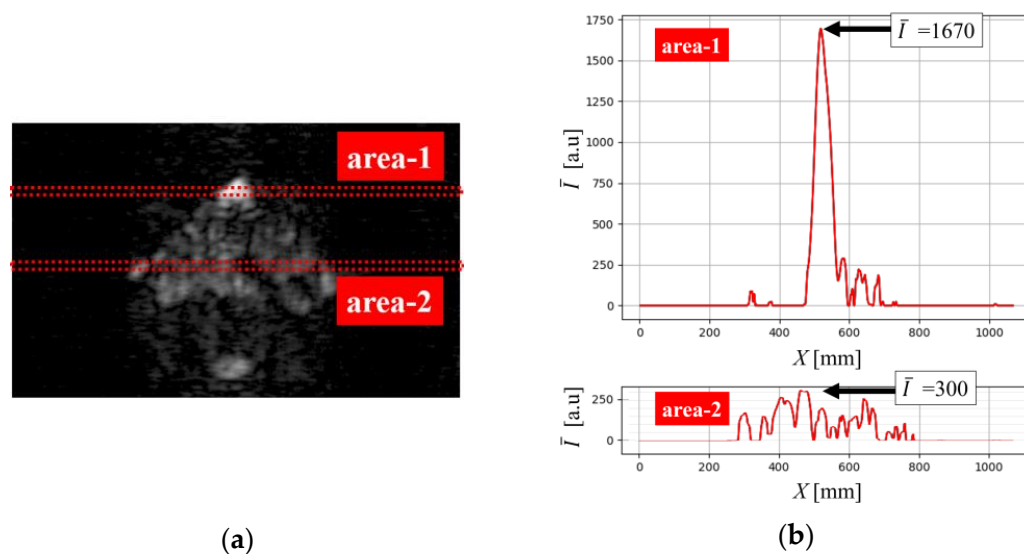 area-1
area-2
(a)
1750
1500
1250
1000
750
500
250
0
Ī [a.u]
area-1
Ī =1670
0 200 400 600 800 1000
X [mm]
250
0
Ī [a.u]
area-2
Ī =300
0 200 400 600 800 1000
X [mm]
(b)